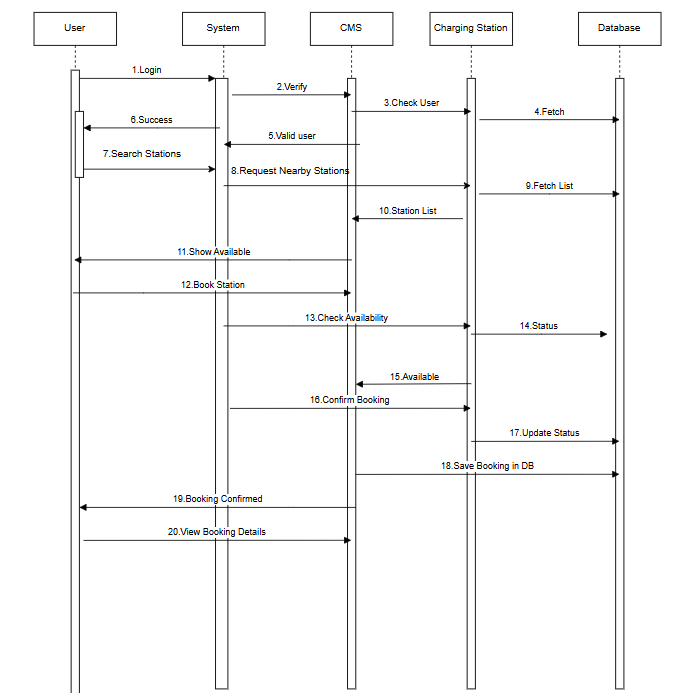 User
System
CMS
Charging Station
Database
1.Login
2.Verify
3.Check User
4.Fetch
6.Success
5.Valid user
7.Search Stations
8.Request Nearby Stations
9.Fetch List
10.Station List
11.Show Available
12.Book Station
13.Check Availability
14.Status
15.Available
16.Confirm Booking
17.Update Status
18.Save Booking in DB
19.Booking Confirmed
20.View Booking Details